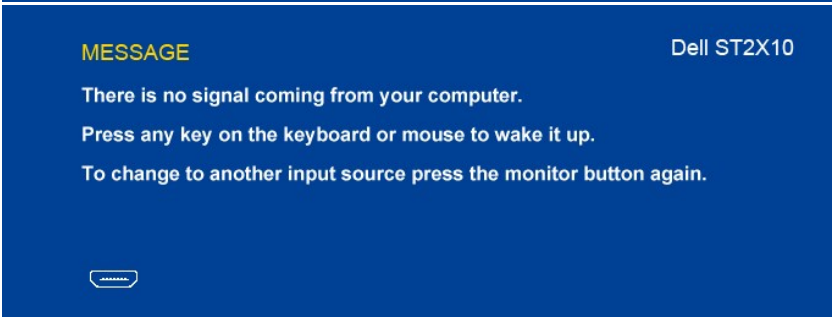 MESSAGE
Dell ST2X10
There is no signal coming from your computer.
Press any key on the keyboard or mouse to wake it up.
To change to another input source press the monitor button again.